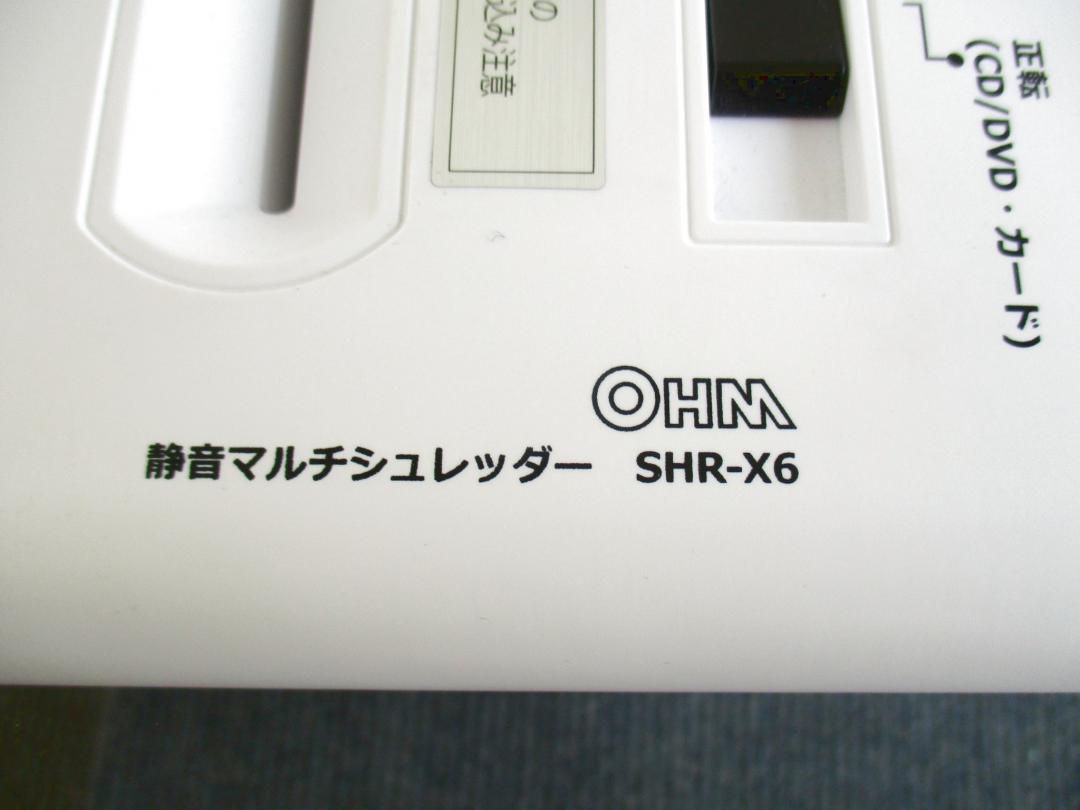 の
込み注意
正転
(CD/DVD・カード)
OHM
静音マルチシュレッダー SHR-X6